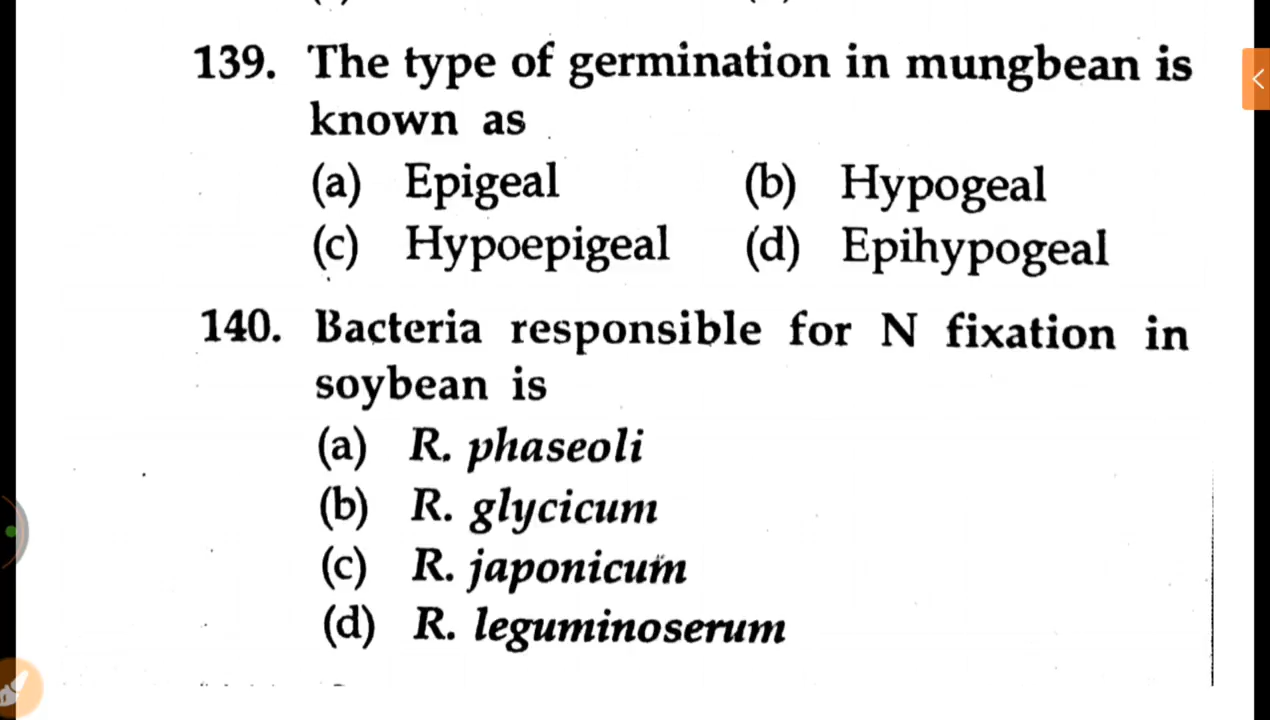 139. The type of germination in mungbean is
known as
(a) Epigeal (b) Hypogeal
(c) Hypoepigeal (d) Epihypogeal
140. Bacteria responsible for N fixation in
soybean is
(a) R. phaseoli
(b) R. glycicum
(c) R. japonicum
(d) R. leguminoserum